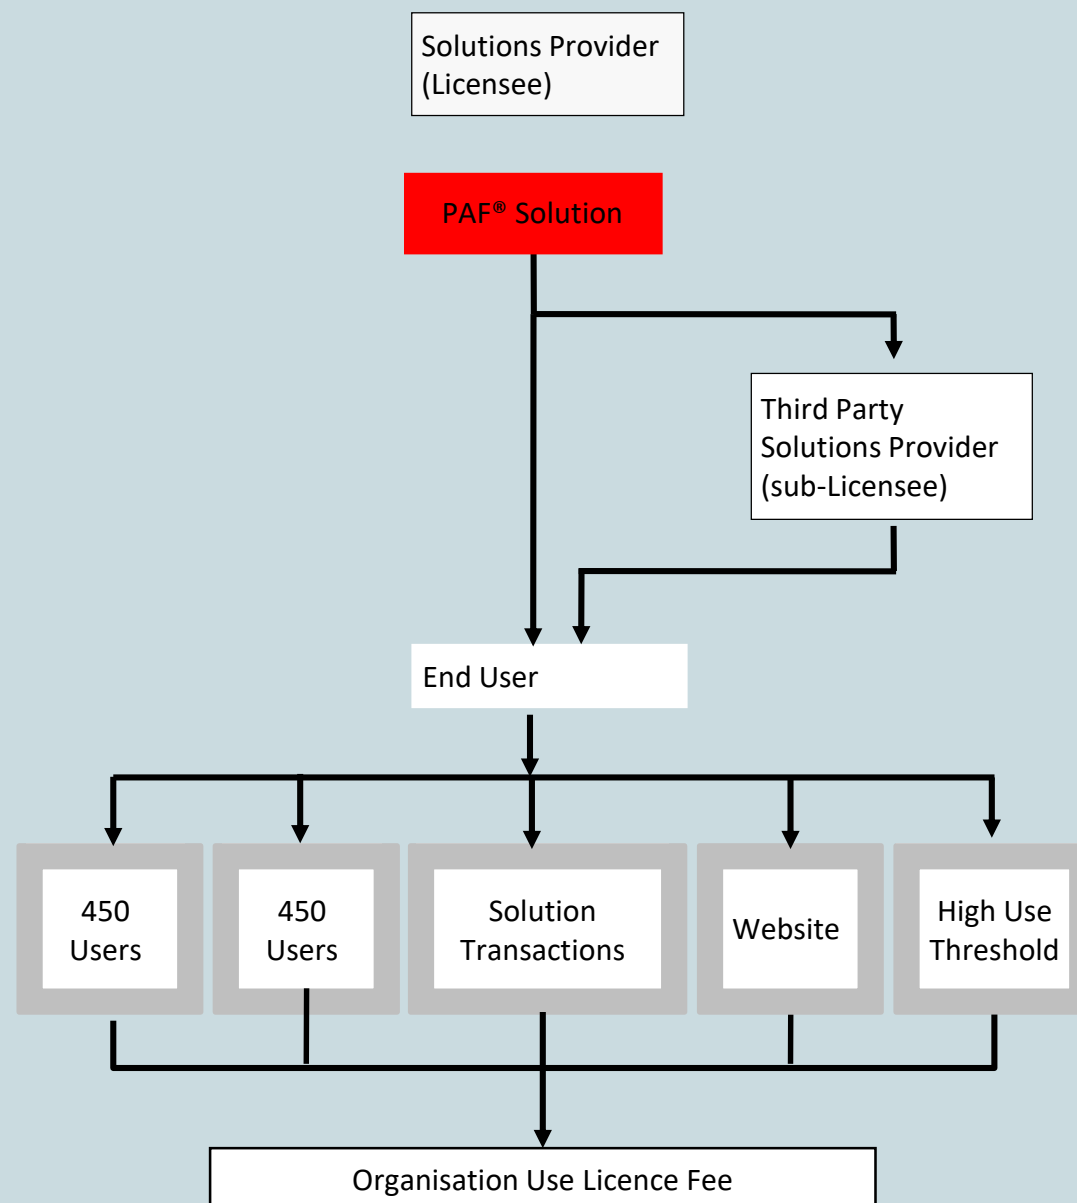 Solutions Provider
(Licensee)
PAF® Solution
Third Party
Solutions Provider
(sub-Licensee)
End User
450
Users
450
Users
Solution
Transactions
Website
High Use
Threshold
Organisation Use Licence Fee